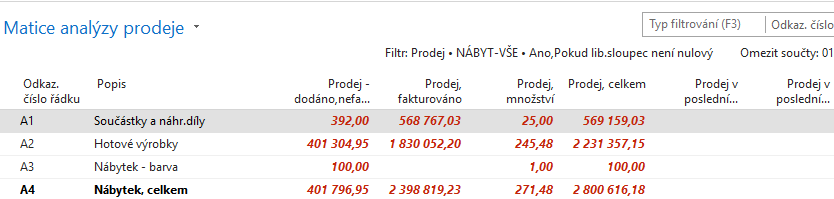 Matice analýzy prodeje
Typ filtrování (F3) Odkaz. číslo
Filtr: Prodej • NÁBYT-VŠE • Ano,Pokud lib.sloupec není nulový Omezit součty: 01
Odkaz. číslo řádku Popis Prodej - dodáno,nefa... Prodej, fakturováno Prodej, množství Prodej, celkem Prodej v poslední... Prodej v poslední...
A1 Součástky a náhr.díly 392,00 568 767,03 25,00 569 159,03
A2 Hotové výrobky 401 304,95 1 830 052,20 245,48 2 231 357,15
A3 Nábytek - barva 100,00 1,00 100,00
A4 Nábytek, celkem 401 796,95 2 398 819,23 271,48 2 800 616,18